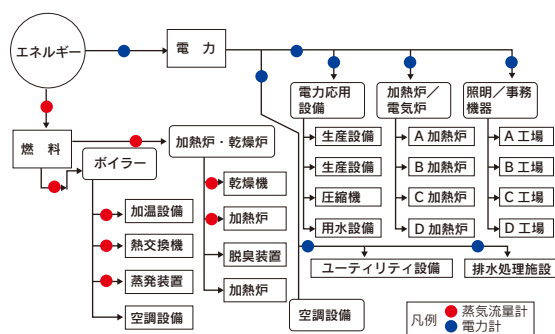 エネルギー
電　力
燃　料
ボイラー
加温設備
熱交換機
蒸発装置
空調設備
加熱炉・乾燥炉
乾燥機
加熱炉
脱臭装置
加熱炉
電力応用
設備
生産設備
生産設備
圧縮機
用水設備
加熱炉／
電気炉
A 加熱炉
B 加熱炉
C 加熱炉
D 加熱炉
照明／事務
機器
A 工場
B 工場
C 工場
D 工場
ユーティリティ設備
排水処理施設
空調設備
凡例
蒸気流量計
電力計